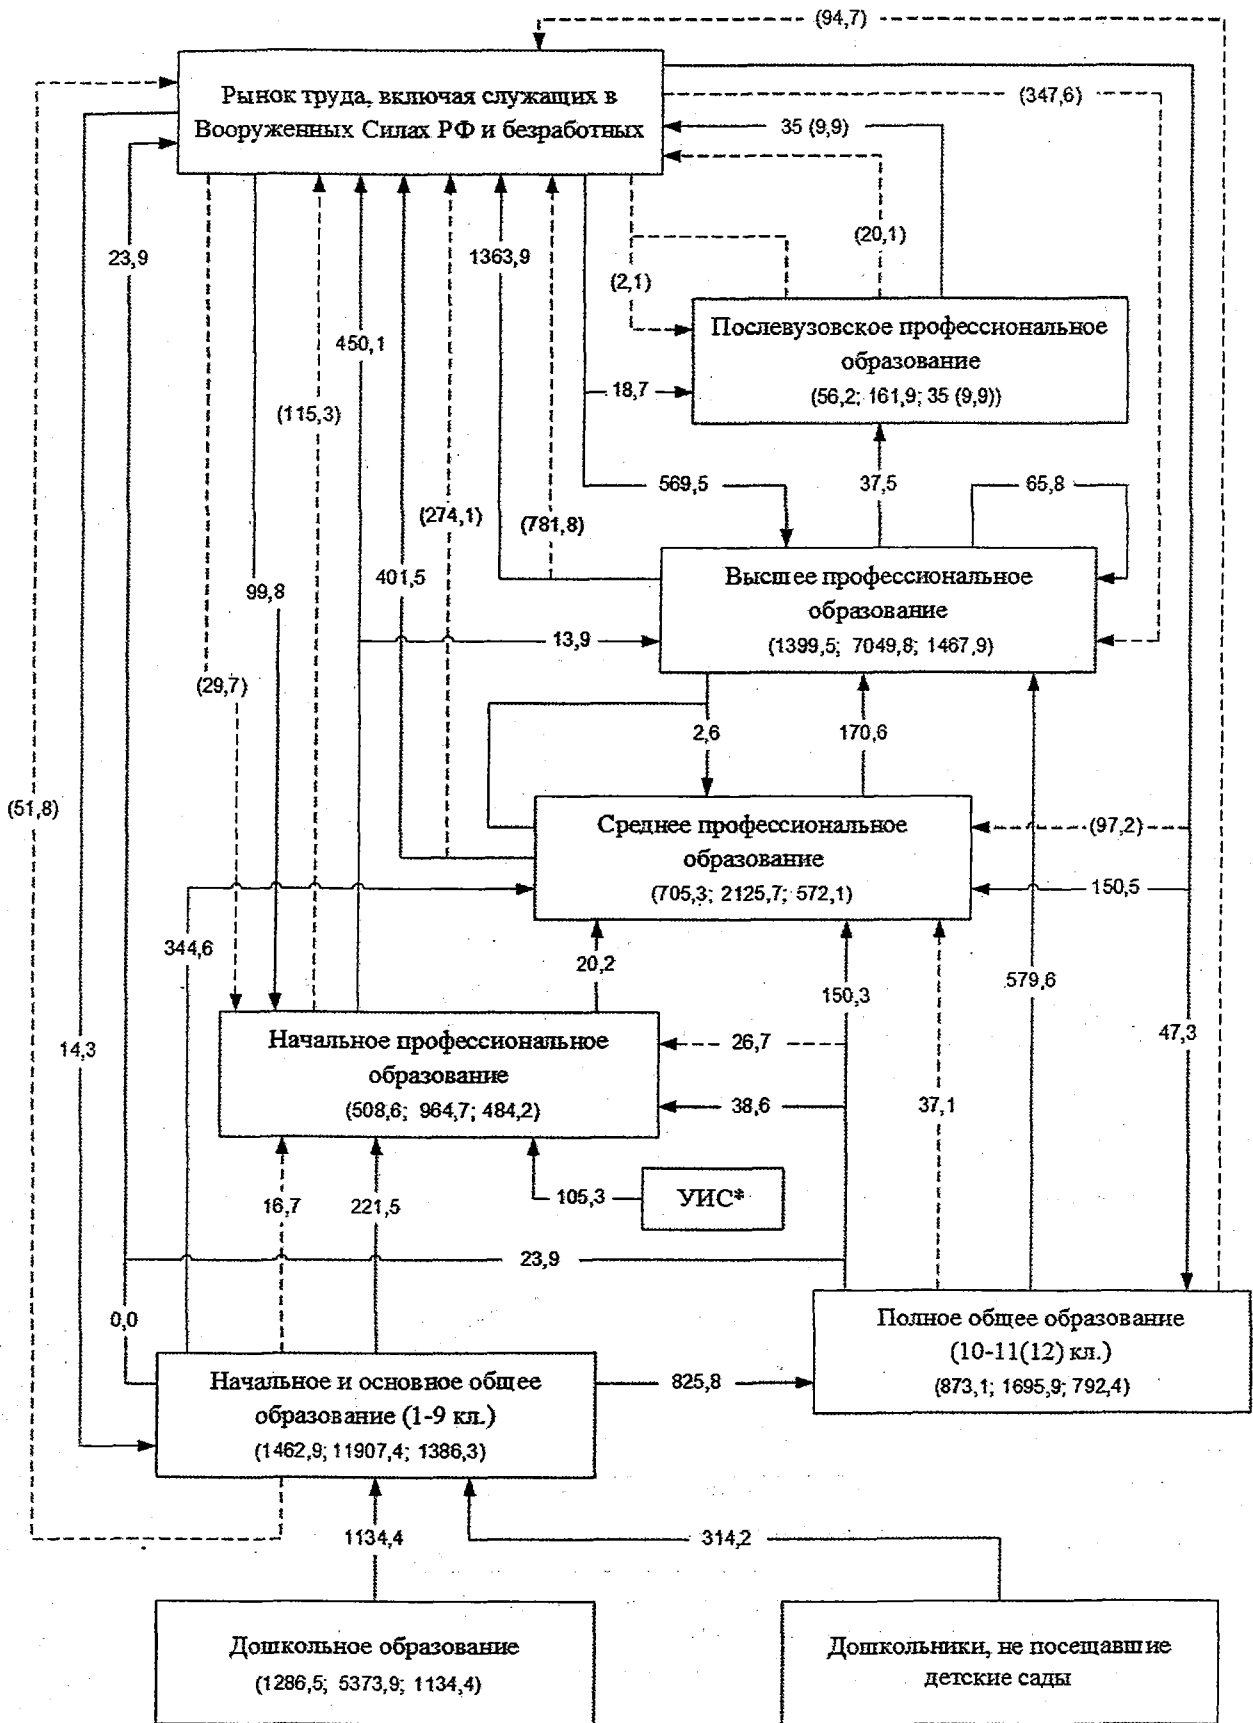 (94,7)
Рынок труда, включая служащих в
Вооруженных Силах РФ и безработных
(347,6)
35 (9,9)
23,9
1363,9
(2,1)
(20,1)
Послевузовское профессиональное
образование
(56,2; 161,9; 35 (9,9))
450,1
18,7
(115,3)
569,5
37,5
65,8
(274,1)
(781,8)
Высшее профессиональное
образование
(1399,5; 7049,8; 1467,9)
99,8
401,5
13,9
(29,7)
2,6
170,6
(51,8)
Среднее профессиональное
образование
(705,3; 2125,7; 572,1)
(97,2)
150,5
344,6
20,2
150,3
579,6
14,3
Начальное профессиональное
образование
(508,6; 964,7; 484,2)
26,7
47,3
38,6
37,1
16,7
221,5
105,3
УИС*
23,9
0,0
Полное общее образование
(10-11(12) кл.)
(873,1; 1695,9; 792,4)
Начальное и основное общее
образование (1-9 кл.)
(1462,9; 11907,4; 1386,3)
825,8
1134,4
314,2
Дошкольное образование
(1286,5; 5373,9; 1134,4)
Дошкольники, не посещавшие
детские сады